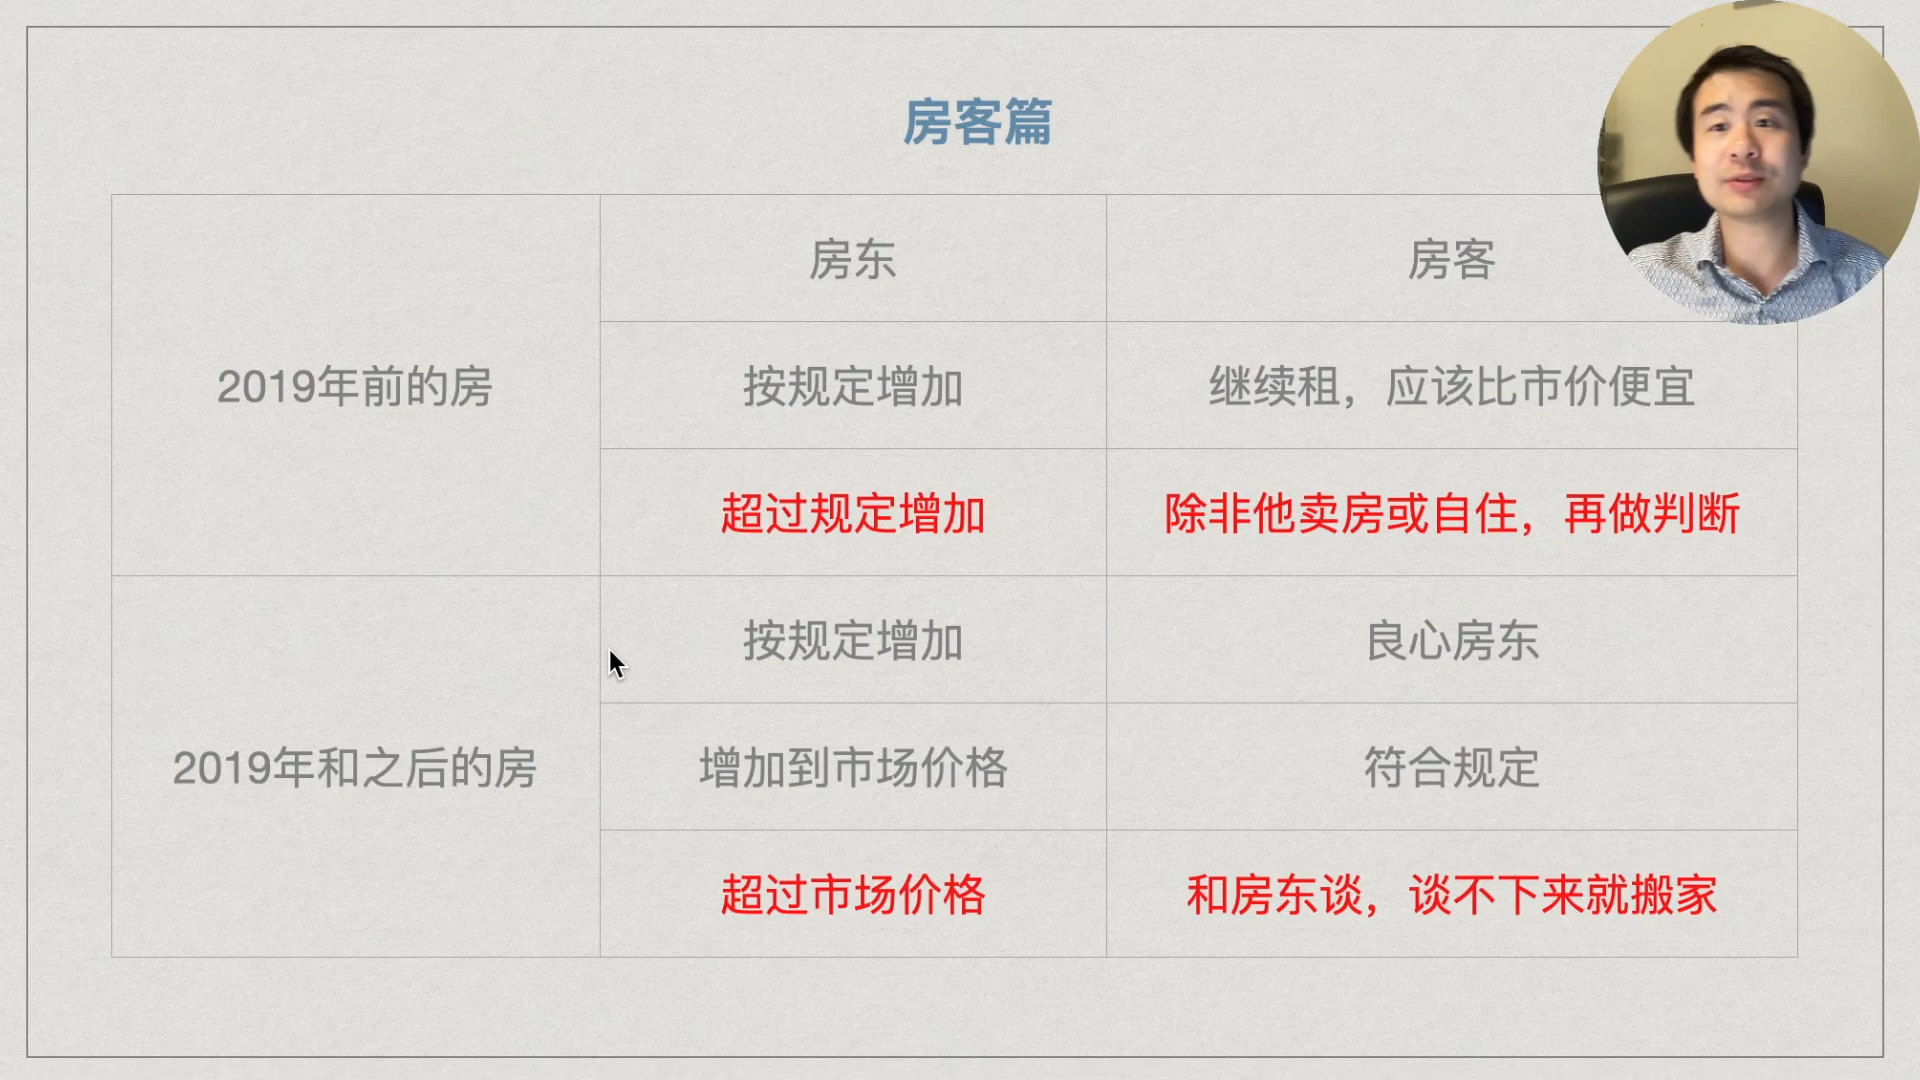 房客篇
房东
房客
2019年前的房
按规定增加
继续租，应该比市价便宜
超过规定增加
除非他卖房或自住，再做判断
2019年和之后的房
按规定增加
良心房东
增加到市场价格
符合规定
超过市场价格
和房东谈，谈不下来就搬家